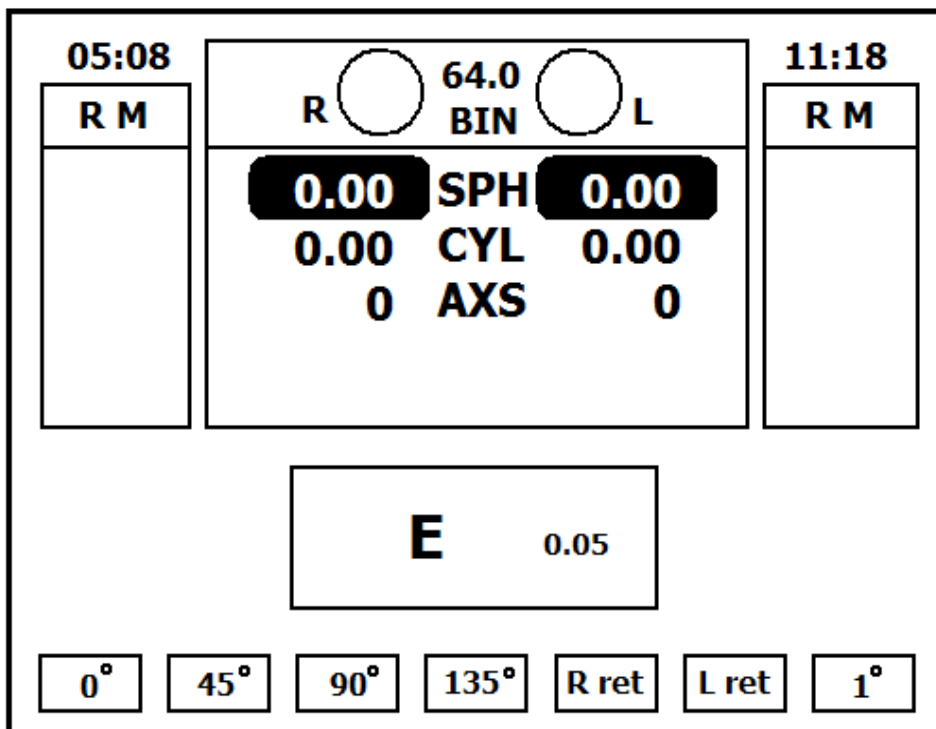 05:08
11:18
R M
R 64.0 L
BIN
R M
0.00 SPH 0.00
0.00 CYL 0.00
0 AXS 0
E 0.05
0° 45° 90° 135° R ret L ret 1°